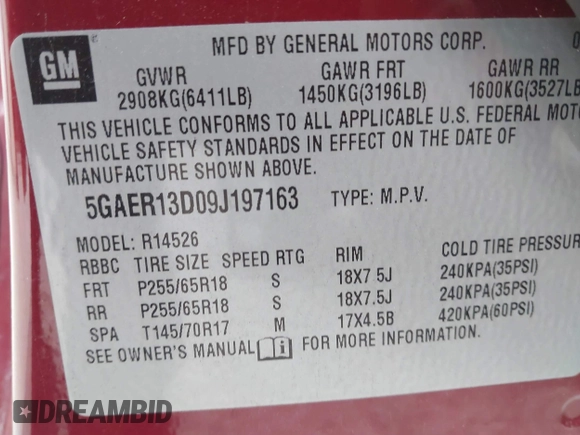 GM
MFD BY GENERAL MOTORS CORP.
GVWR GAWR FRT GAWR RR
2908KG(6411LB) 1450KG(3196LB) 1600KG(3527LB
THIS VEHICLE CONFORMS TO ALL APPLICABLE U.S. FEDERAL MOT
VEHICLE SAFETY STANDARDS IN EFFECT ON THE DATE OF
MANUFACTURE SHOWN ABOVE.
5GAER13D09J197163 TYPE: M.P.V.
MODEL: R14526
RBBC TIRE SIZE SPEED RTG RIM COLD TIRE PRESSUR
FRT P255/65R18 S 18X7.5J 240KPA(35PSI)
RR P255/65R18 S 18X7.5J 240KPA(35PSI)
SPA T145/70R17 M 17X4.5B 420KPA(60PSI)
SEE OWNER'S MANUAL FOR MORE INFORMATION.
DREAMBID